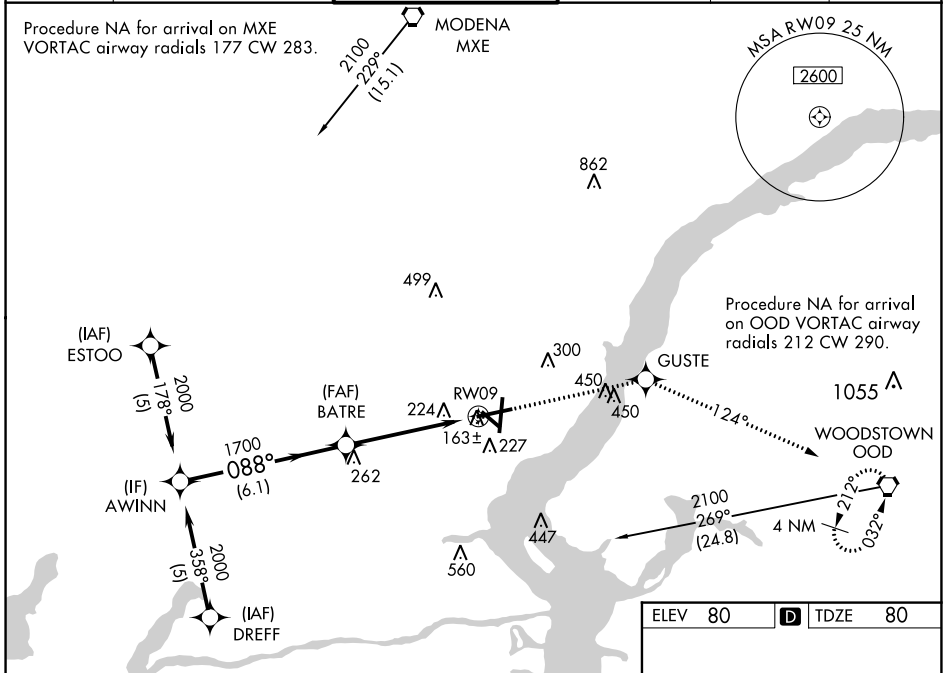 Procedure NA for arrival on MXE
VORTAC airway radials 177 CW 283.
MODENA
MXE
2100
229°
(15.1)
MSA RW09 25 NM
2600
862
499
Procedure NA for arrival
on OOD VORTAC airway
radials 212 CW 290.
(IAF)
ESTOO
2000
178°
(5)
300
GUSTE
(FAF)
BATRE
RW09
450
450
1055
224
163±
227
124°
WOODSTOWN
OOD
1700
088°
(6.1)
262
(IF)
AWINN
2100
269°
(24.8)
4 NM
212°
032°
447
560
2000
358°
(5)
(IAF)
DREFF
ELEV 80 D TDZE 80